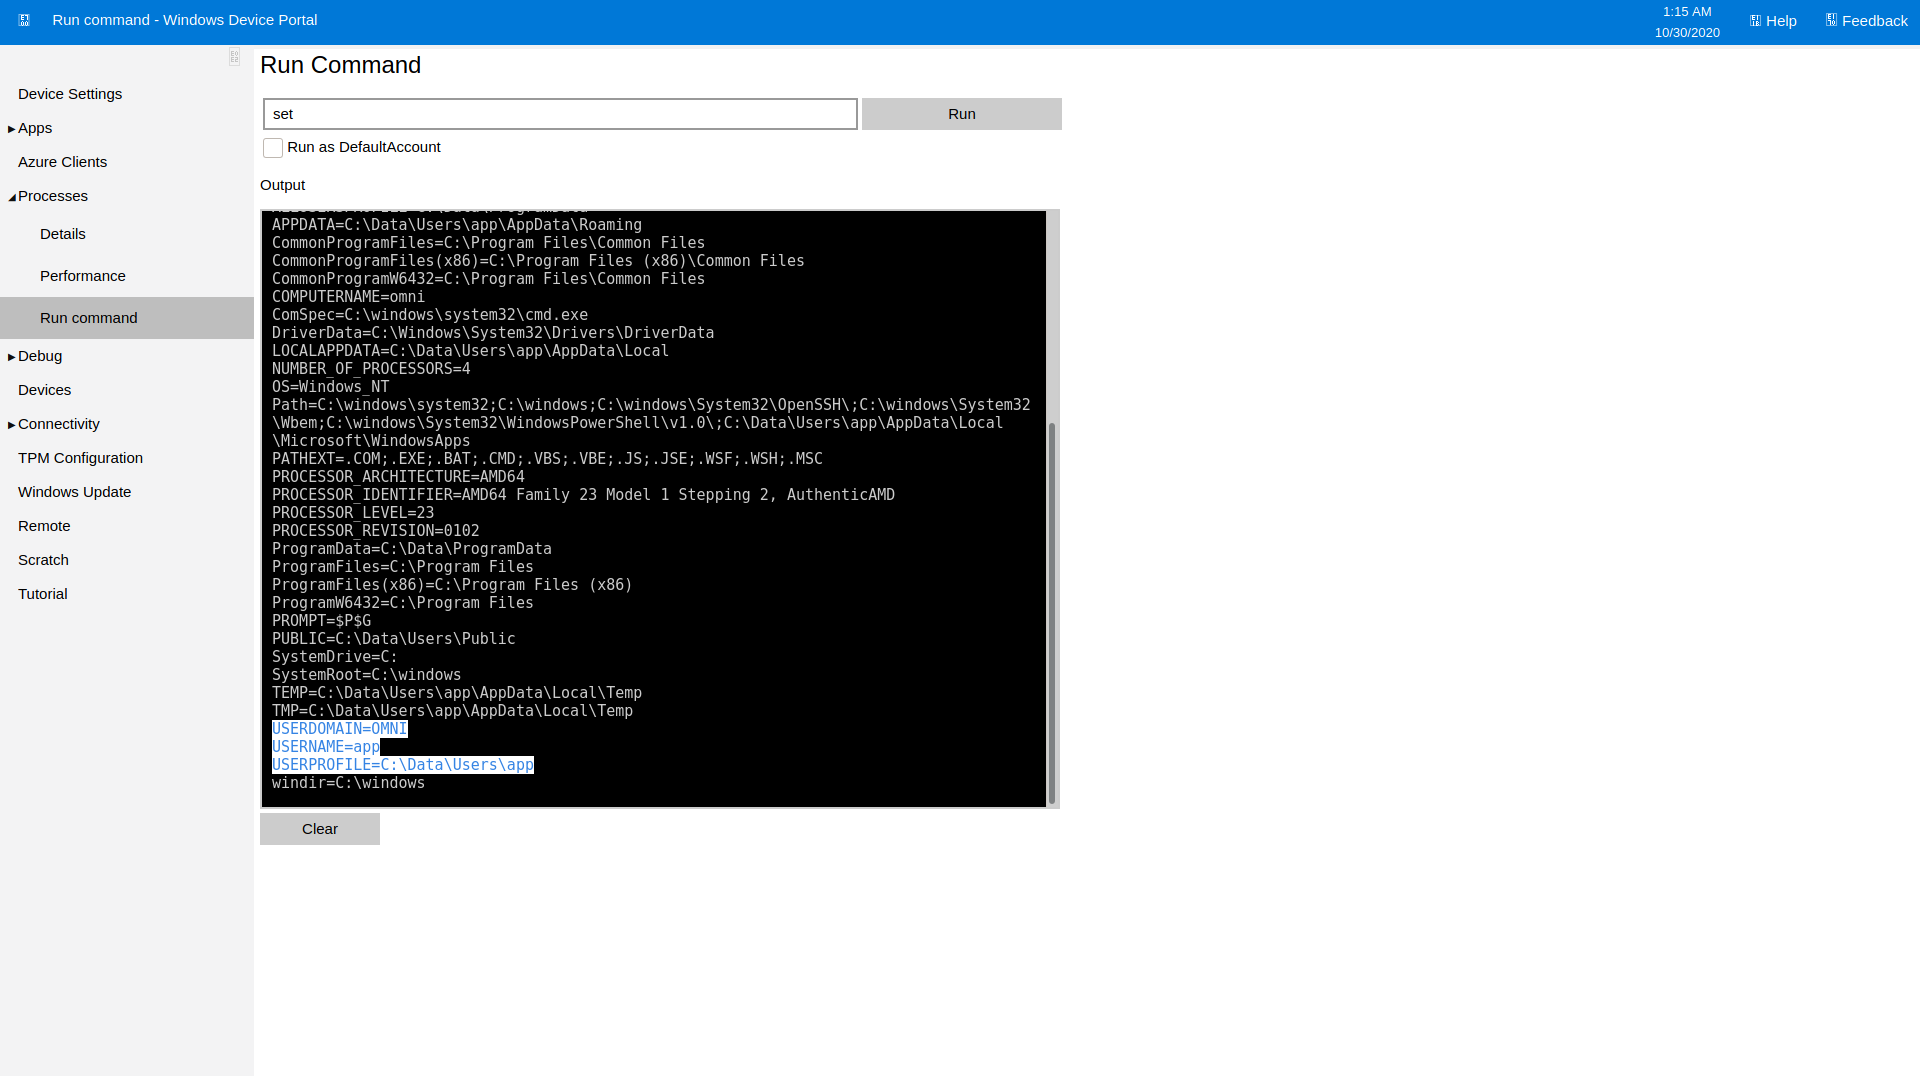 Run command - Windows Device Portal
1:15 AM
10/30/2020
Help
Feedback
Device Settings
Apps
Azure Clients
Processes
Details
Performance
Run command
Debug
Devices
Connectivity
TPM Configuration
Windows Update
Remote
Scratch
Tutorial
Run Command
set
Run
Run as DefaultAccount
Output
APPDATA=C:\Data\Users\app\AppData\Roaming
CommonProgramFiles=C:\Program Files\Common Files
CommonProgramFiles(x86)=C:\Program Files (x86)\Common Files
CommonProgramW6432=C:\Program Files\Common Files
COMPUTERNAME=omni
ComSpec=C:\windows\system32\cmd.exe
DriverData=C:\Windows\System32\Drivers\DriverData
LOCALAPPDATA=C:\Data\Users\app\AppData\Local
NUMBER_OF_PROCESSORS=4
OS=Windows_NT
Path=C:\windows\system32;C:\windows;C:\windows\System32\OpenSSH\;C:\windows\System32
\Wbem;C:\windows\System32\WindowsPowerShell\v1.0\;C:\Data\Users\app\AppData\Local
\Microsoft\WindowsApps
PATHEXT=.COM;.EXE;.BAT;.CMD;.VBS;.VBE;.JS;.JSE;.WSF;.WSH;.MSC
PROCESSOR_ARCHITECTURE=AMD64
PROCESSOR_IDENTIFIER=AMD64 Family 23 Model 1 Stepping 2, AuthenticAMD
PROCESSOR_LEVEL=23
PROCESSOR_REVISION=0102
ProgramData=C:\Data\ProgramData
ProgramFiles=C:\Program Files
ProgramFiles(x86)=C:\Program Files (x86)
ProgramW6432=C:\Program Files
PROMPT=$P$G
PUBLIC=C:\Data\Users\Public
SystemDrive=C:
SystemRoot=C:\windows
TEMP=C:\Data\Users\app\AppData\Local\Temp
TMP=C:\Data\Users\app\AppData\Local\Temp
USERDOMAIN=OMNI
USERNAME=app
USERPROFILE=C:\Data\Users\app
windir=C:\windows
Clear